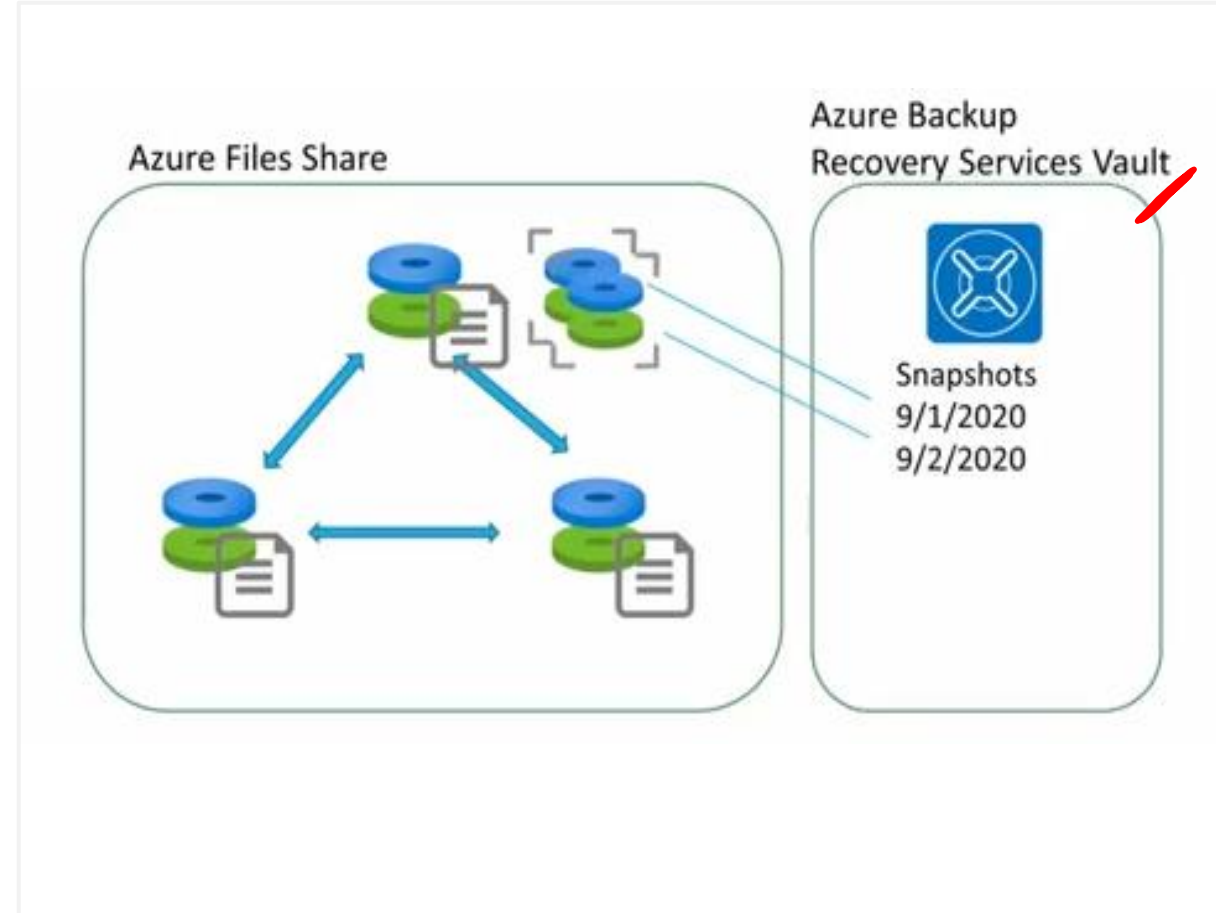 Azure Files Share
Azure Backup
Recovery Services Vault
Snapshots
9/1/2020
9/2/2020